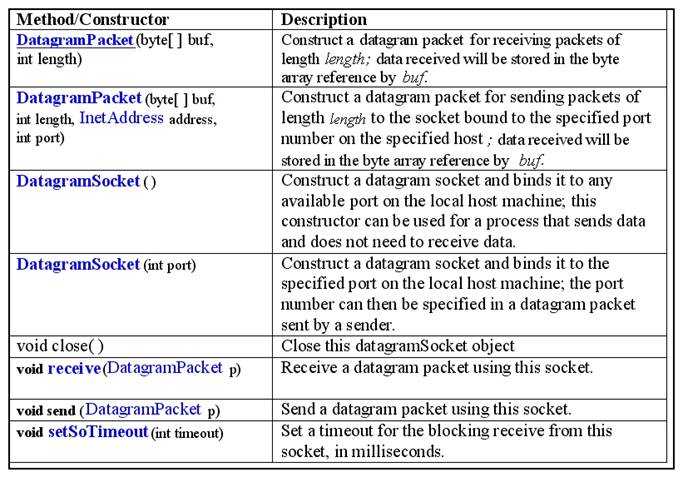 Method/Constructor Description
DatagramPacket (byte[ ] buf, int length) Construct a datagram packet for receiving packets of
length length; data received will be stored in the byte
array reference by buf.
DatagramPacket (byte[ ] buf,
int length, InetAddress address,
int port)
Construct a datagram packet for sending packets of
length length to the socket bound to the specified port
number on the specified host ; data received will be
stored in the byte array reference by buf.
DatagramSocket ( )
Construct a datagram socket and binds it to any
available port on the local host machine; this
constructor can be used for a process that sends data
and does not need to receive data.
DatagramSocket (int port)
Construct a datagram socket and binds it to the
specified port on the local host machine; the port
number can then be specified in a datagram packet
sent by a sender.
void close( )
Close this datagramSocket object
void receive(DatagramPacket p)
Receive a datagram packet using this socket.
void send (DatagramPacket p)
Send a datagram packet using this socket.
void setSoTimeout (int timeout)
Set a timeout for the blocking receive from this
socket, in milliseconds.